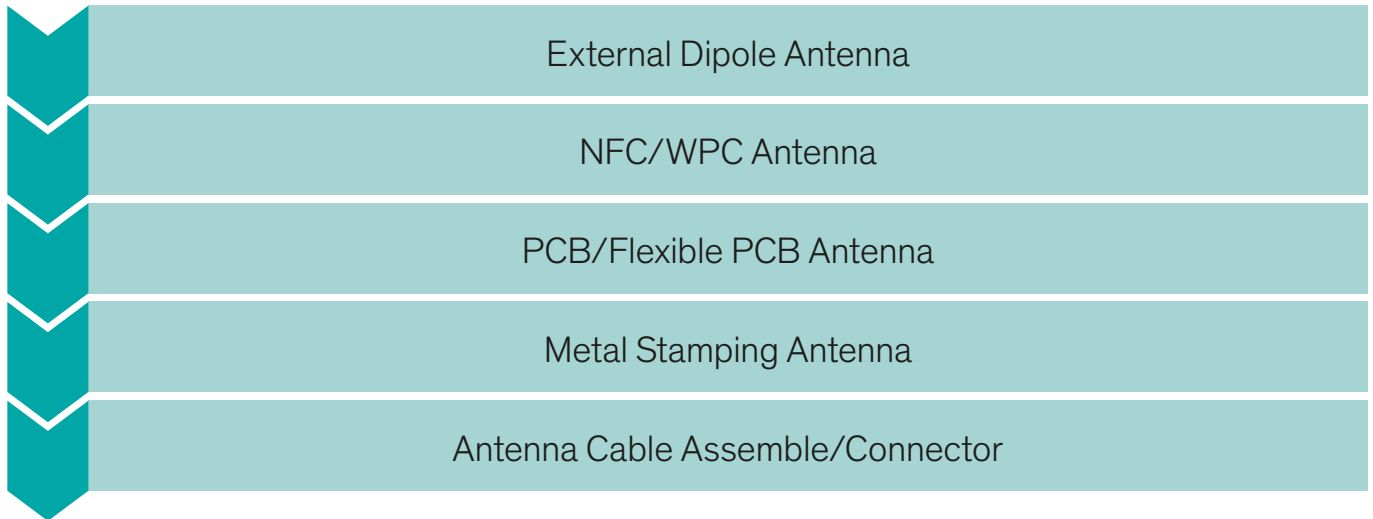 External Dipole Antenna
NFC/WPC Antenna
PCB/Flexible PCB Antenna
Metal Stamping Antenna
Antenna Cable Assemble/Connector